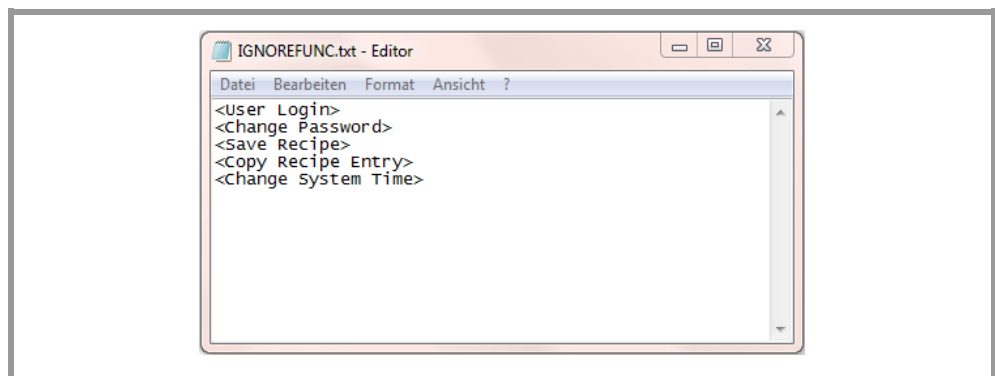 IGNOREFUNC.txt - Editor
Datei Bearbeiten Format Ansicht ?
<User Login>
<Change Password>
<Save Recipe>
<Copy Recipe Entry>
<Change System Time>